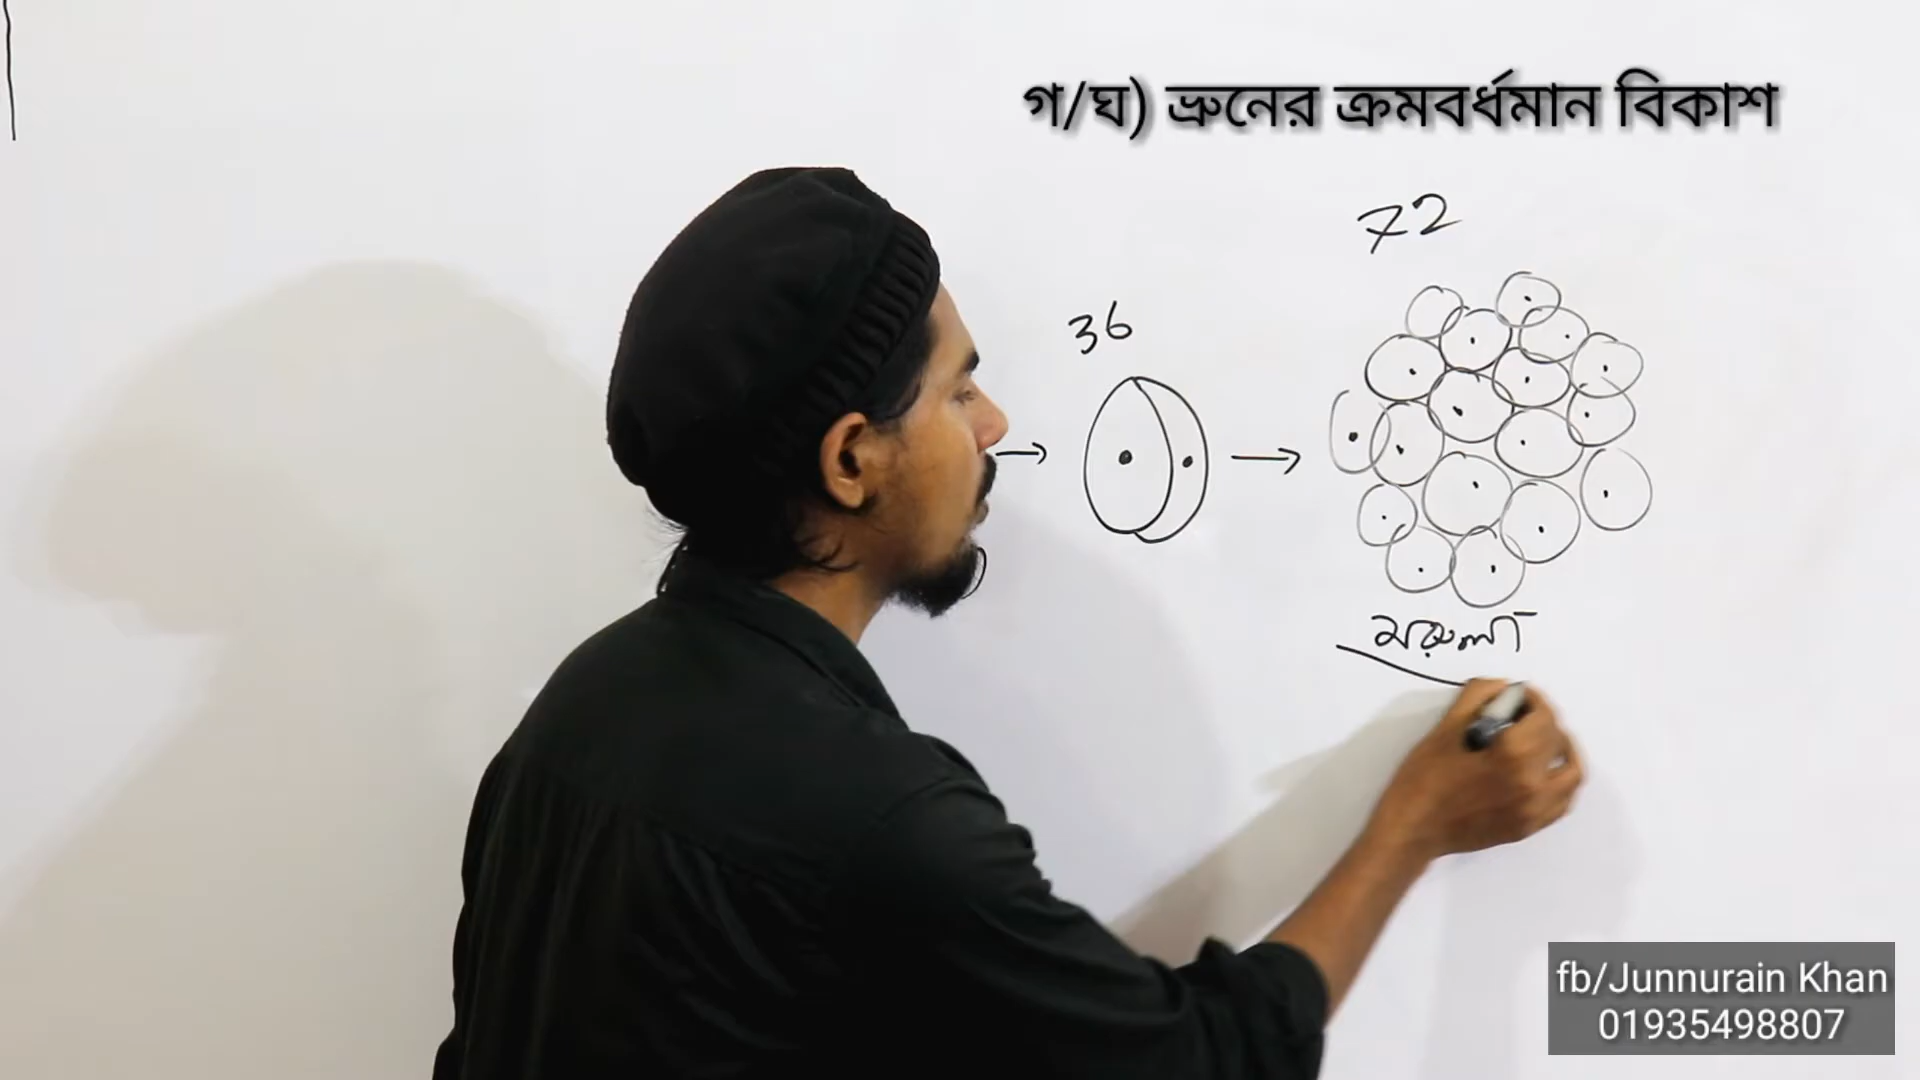 গ/ঘ) ভ্রুনের ক্রমবর্ধমান বিকাশ
72
36
মরুলা
fb/Junnurain Khan
01935498807